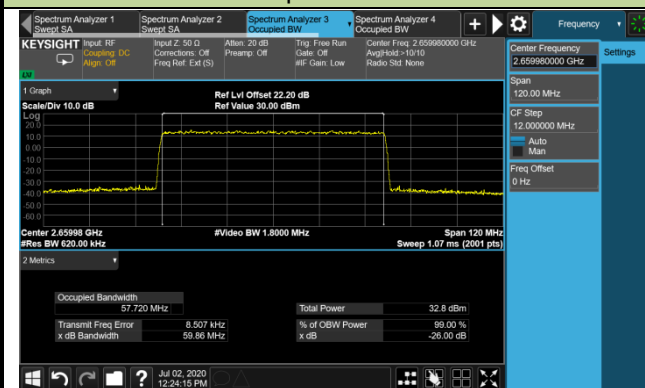 Spectrum Analyzer 1
Swept SA
Spectrum Analyzer 2
Swept SA
Spectrum Analyzer 3
Occupied BW
Spectrum Analyzer 4
Occupied BW
Frequency
KEYSIGHT
Input: RF
Coupling: DC
Align: Off
Input Z: 50 Ω
Corrections: Off
Freq Ref: Ext (S)
Atten: 20 dB
Preamp: Off
Trig: Free Run
Gate: Off
#IF Gain: Low
Center Freq: 2.659980000 GHz
Avg|Hold:>10/10
Radio Std: None
LV
1 Graph
Scale/Div 10.0 dB
Ref Lvl Offset 22.20 dB
Ref Value 30.00 dBm
Log
20.0
10.0
0.00
-10.0
-20.0
-30.0
-40.0
-50.0
-60.0
Center 2.65998 GHz
#Res BW 620.00 kHz
#Video BW 1.8000 MHz
Span 120 MHz
Sweep 1.07 ms (2001 pts)
2 Metrics
Occupied Bandwidth
57.720 MHz
Total Power 32.8 dBm
Transmit Freq Error 8.507 kHz
% of OBW Power 99.00 %
x dB Bandwidth 59.86 MHz
x dB -26.00 dB
Jul 02, 2020
12:24:15 PM
Center Frequency
2.659980000 GHz
Settings
Span
120.00 MHz
CF Step
12.000000 MHz
Auto
Man
Freq Offset
0 Hz